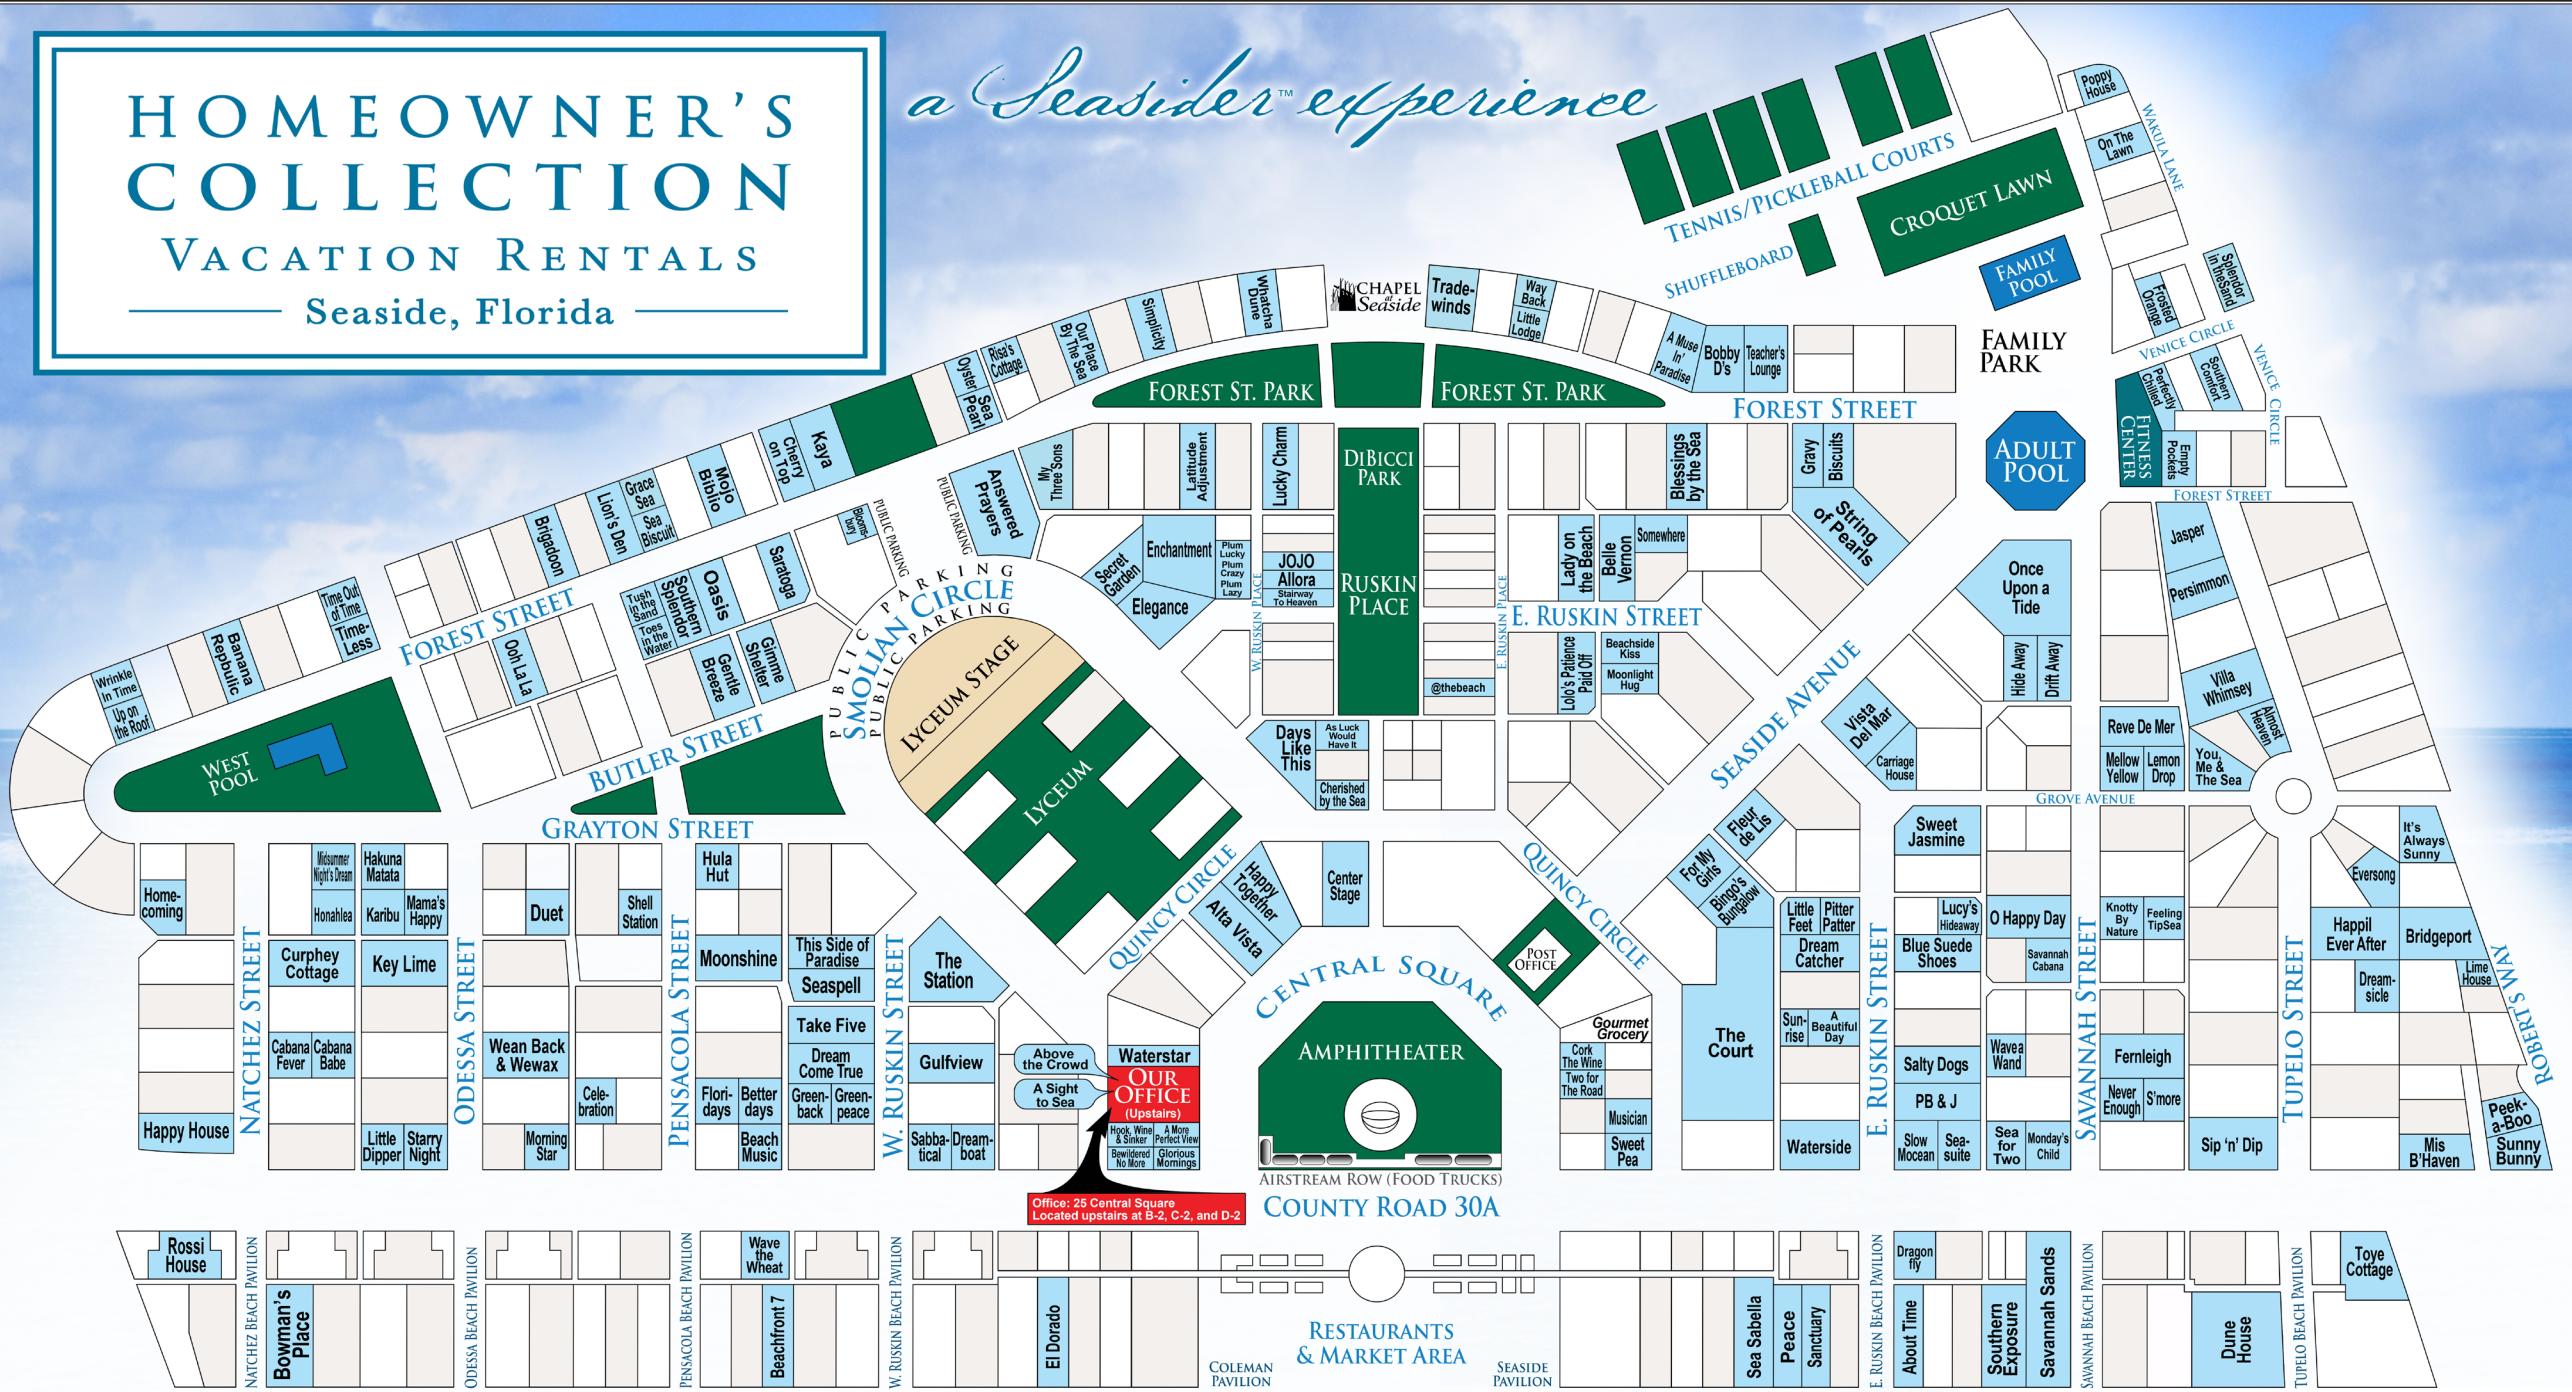 HOMEOWNER'S
COLLECTION
VACATION RENTALS
Seaside, Florida
a Seasider™ experience
TENNIS/PICKLEBALL COURTS
SHUFFLEBOARD
CROQUET LAWN
FAMILY
POOL
FAMILY
PARK
ADULT
POOL
Poppy
House
On The
Lawn
WAKULA LANE
Splendor
in theSand
Frosted
Orange
VENICE CIRCLE
VENICE CIRCLE
Southern
Comfort
Perfectly
Chilled
FITNESS
CENTER
Empty
Pockets
FOREST STREET
CHAPEL
at
Seaside
Trade-
winds
Way
Back
Little
Lodge
A Muse
In'
Paradise
Bobby
D's
Teacher's
Lounge
FOREST STREET
Whatcha
Dune
Simplicity
Our Place
By The Sea
Risa's
Cottage
Oyster
Sea
Pearl
FOREST ST. PARK
FOREST ST. PARK
Kaya
Cherry
on Top
Mojo
Biblio
Grace
Sea
Sea
Biscuit
Lion's Den
Brigadoon
Time Out
of Time
Time-
Less
Banana
Repbulic
Wrinkle
In Time
Up on
the Roof
FOREST STREET
WEST
POOL
Ooh La La
Tush
In the
Sand
Toes
in the
Water
Southern
Splendor
Oasis
Saratoga
Blooms-
bury
Gentle
Breeze
Gimme
Shelter
BUTLER STREET
GRAYTON STREET
PUBLIC PARKING
PUBLIC PARKING
PUBLIC PARKING
SMOLIAN CIRCLE
PUBLIC PARKING
LYCEUM STAGE
LYCEUM
Answered
Prayers
My
Three Sons
Latitude
Adjustment
Lucky Charm
DIBICCI
PARK
RUSKIN
PLACE
Secret
Garden
Enchantment
Elegance
Plum
Lucky
Plum
Crazy
Plum
Lazy
W. RUSKIN PLACE
JOJO
Allora
Stairway
To Heaven
E. RUSKIN PLACE
@thebeach
Days
Like
This
As Luck
Would
Have It
Cherished
by the Sea
Blessings
by the Sea
Gravy
Biscuits
String
of Pearls
Lady on
the Beach
Belle
Vernon
Somewhere
E. RUSKIN STREET
Lolo's Patience
Paid Off
Beachside
Kiss
Moonlight
Hug
SEASIDE AVENUE
Once
Upon a
Tide
Hide Away
Drift Away
Vista
Del Mar
Carriage
House
Jasper
Persimmon
Villa
Whimsey
Almost
Heaven
Reve De Mer
Mellow
Yellow
Lemon
Drop
You,
Me &
The Sea
GROVE AVENUE
Home-
coming
Happy House
NATCHEZ STREET
Midsummer
Night's Dream
Honahlea
Hakuna
Matata
Karibu
Mama's
Happy
Curphey
Cottage
Key Lime
Cabana
Fever
Cabana
Babe
Little
Dipper
Starry
Night
ODESSA STREET
Duet
Shell
Station
Wean Back
& Wewax
Cele-
bration
Morning
Star
PENSACOLA STREET
Hula
Hut
Moonshine
This Side of
Paradise
Seaspell
Take Five
Dream
Come True
Flori-
days
Better
days
Green-
back
Green-
peace
Beach
Music
W. RUSKIN STREET
The
Station
Gulfview
Sabba-
tical
Dream-
boat
QUINCY CIRCLE
Happy
Together
Alta Vista
Center
Stage
CENTRAL SQUARE
QUINCY CIRCLE
POST
OFFICE
AMPHITHEATER
AIRSTREAM ROW (FOOD TRUCKS)
COUNTY ROAD 30A
Above
the Crowd
A Sight
to Sea
Waterstar
OUR
OFFICE
(Upstairs)
Hook, Wine
& Sinker
A More
Perfect View
Bewildered
No More
Glorious
Mornings
Office: 25 Central Square
Located upstairs at B-2, C-2, and D-2
Gourmet
Grocery
Cork
The Wine
Two for
The Road
Musician
Sweet
Pea
Fleur
de Lis
For My
Girls
Bingo's
Bungalow
The
Court
Little
Feet
Pitter
Patter
Dream
Catcher
Sun-
rise
A
Beautiful
Day
Waterside
E. RUSKIN STREET
Sweet
Jasmine
Lucy's
Hideaway
Blue Suede
Shoes
Salty Dogs
PB & J
Slow
Mocean
Sea-
suite
O Happy Day
Savannah
Cabana
Wave a
Wand
Sea
for
Two
Monday's
Child
SAVANNAH STREET
Knotty
By
Nature
Feeling
TipSea
Fernleigh
Never
Enough
S'more
Sip 'n' Dip
TUPELO STREET
It's
Always
Sunny
Eversong
Happil
Ever After
Bridgeport
Dream-
sicle
Lime
House
ROBERT'S WAY
Peek-
a-Boo
Sunny
Bunny
Mis
B'Haven
Rossi
House
NATCHEZ BEACH PAVILION
Bowman's
Place
ODESSA BEACH PAVILION
PENSACOLA BEACH PAVILION
Wave
the
Wheat
Beachfront 7
W. RUSKIN BEACH PAVILION
El Dorado
COLEMAN
PAVILION
RESTAURANTS
& MARKET AREA
SEASIDE
PAVILION
Sea Sabella
Peace
Sanctuary
E. RUSKIN BEACH PAVILION
Dragon
fly
About Time
Southern
Exposure
Savannah Sands
SAVANNAH BEACH PAVILION
Dune
House
TUPELO BEACH PAVILION
Toye
Cottage